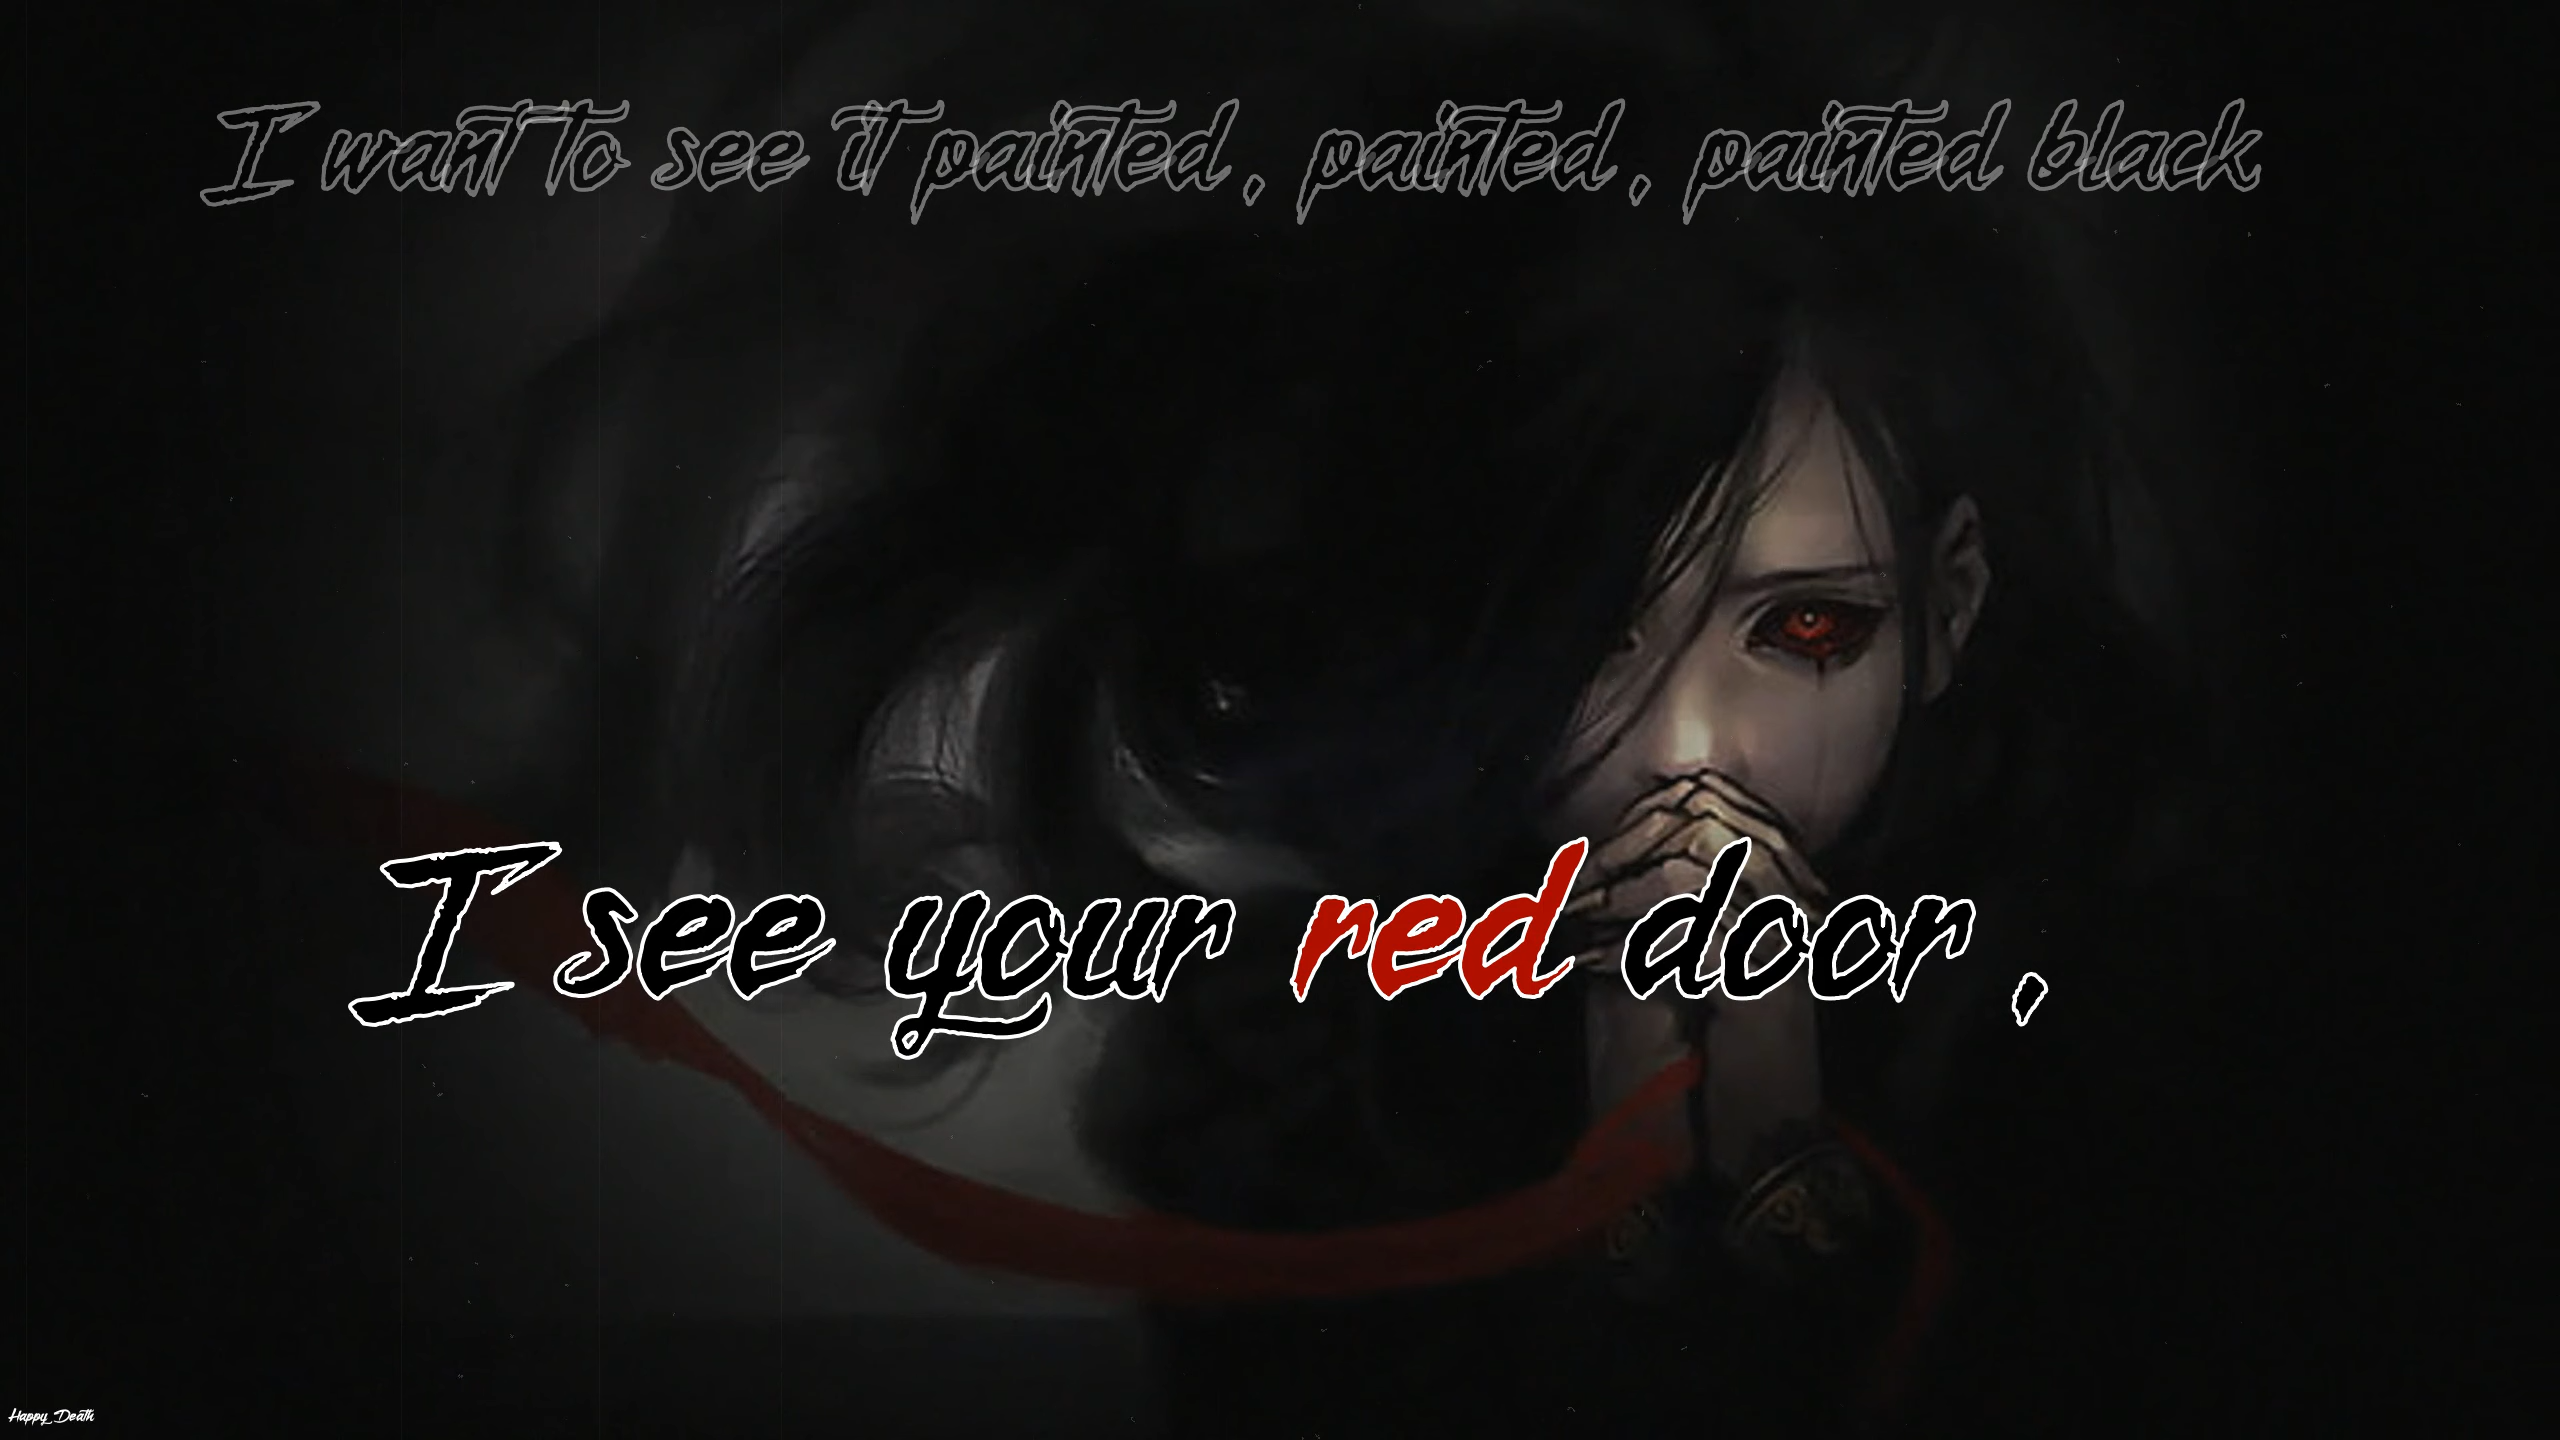 I want to see it painted, painted, painted black
I see your red door,
Happy_Death